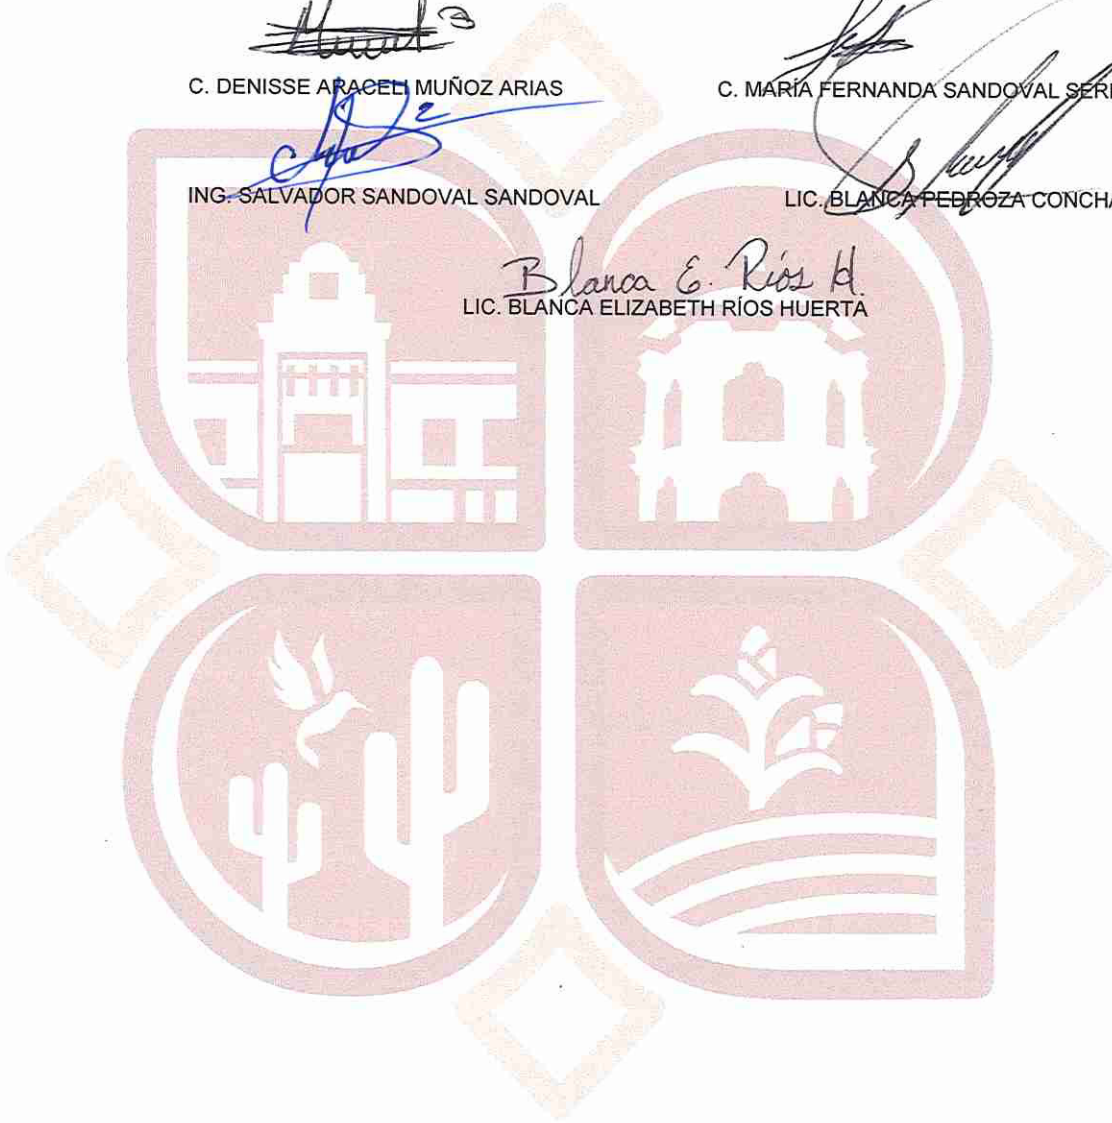 C. DENISSE ARACELI MUÑOZ ARIAS
C. MARÍA FERNANDA SANDOVAL
ING. SALVADOR SANDOVAL SANDOVAL
LIC. BLANCA PEDROZA CONCHA
Blanca E. Ríos H.
LIC. BLANCA ELIZABETH RÍOS HUERTA